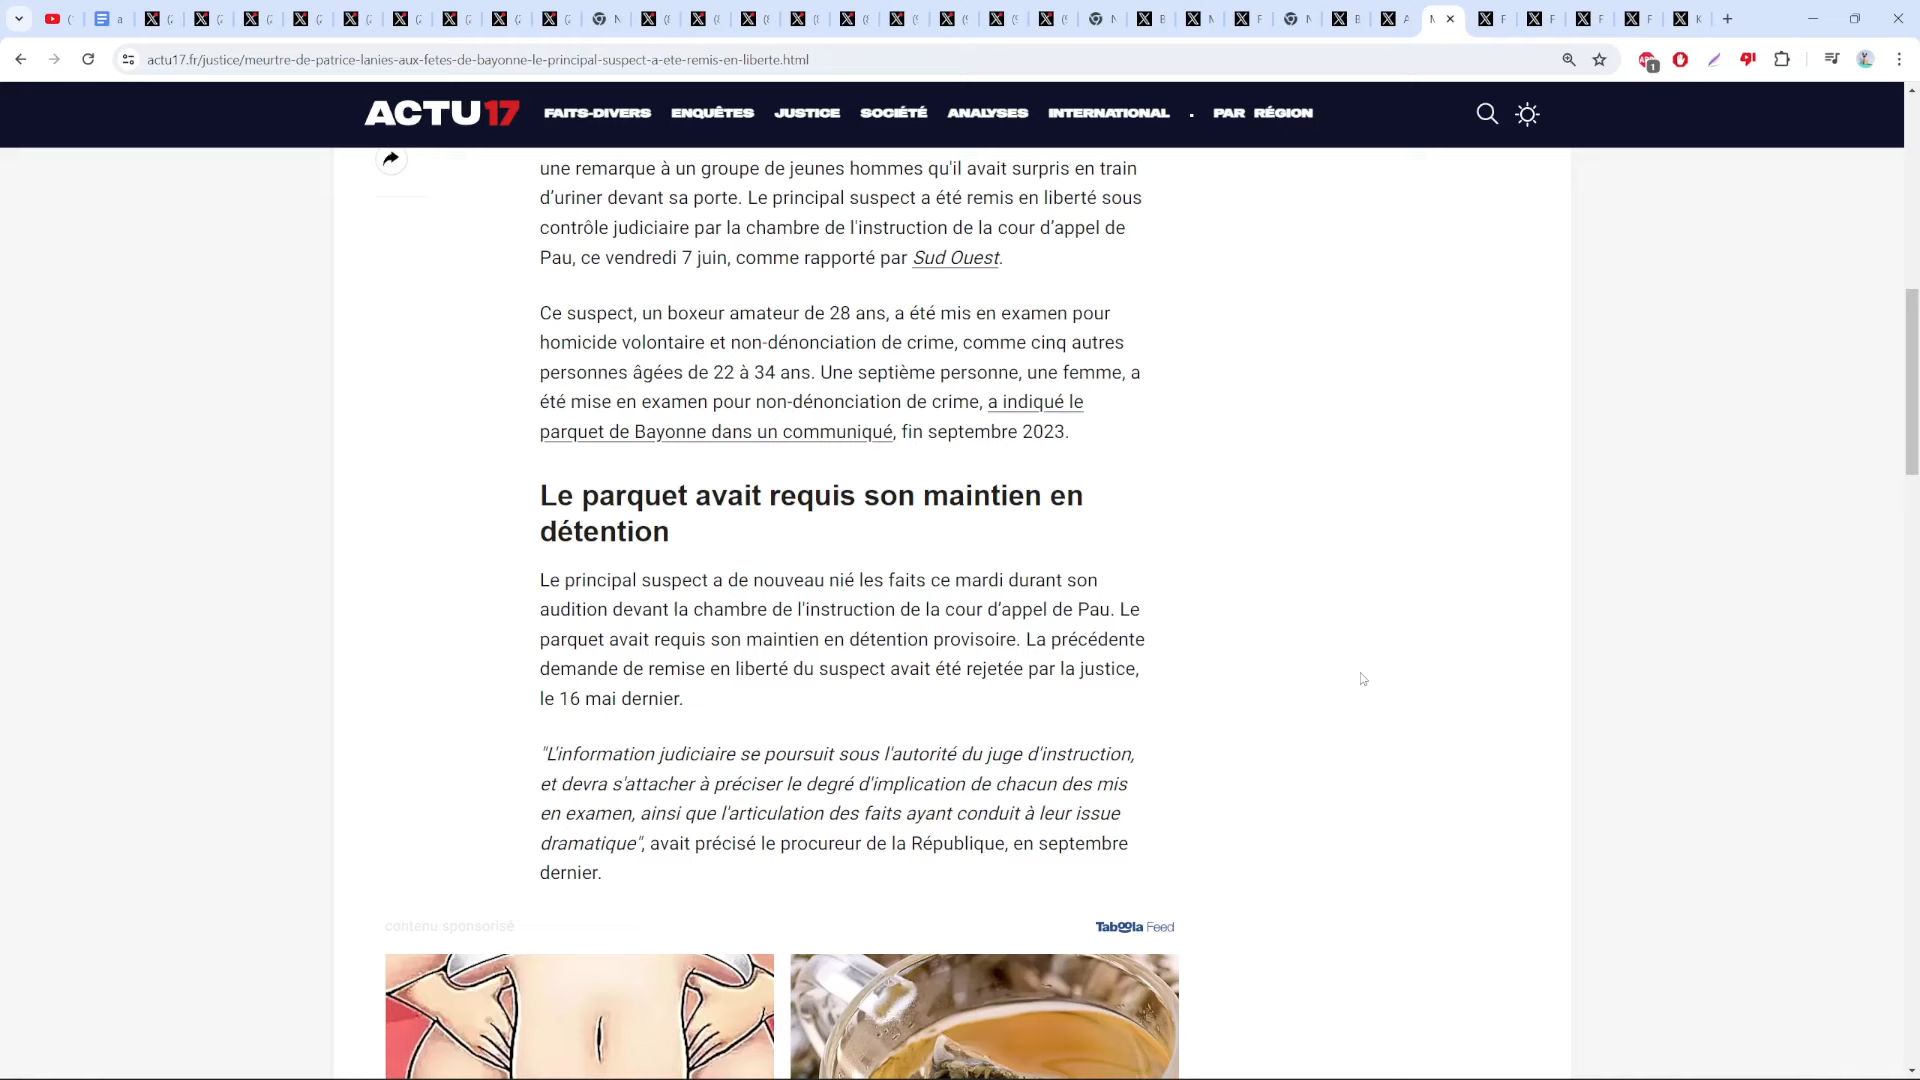 actu17.fr/justice/meurtre-de-patrice-lanies-aux-fetes-de-bayonne-le-principal-suspect-a-ete-remis-en-liberte.html
ACTU17 FAITS-DIVERS ENQUÊTES JUSTICE SOCIÉTÉ ANALYSES INTERNATIONAL . PAR RÉGION
une remarque à un groupe de jeunes hommes qu'il avait surpris en train
d’uriner devant sa porte. Le principal suspect a été remis en liberté sous
contrôle judiciaire par la chambre de l'instruction de la cour d’appel de
Pau, ce vendredi 7 juin, comme rapporté par Sud Ouest.
Ce suspect, un boxeur amateur de 28 ans, a été mis en examen pour
homicide volontaire et non-dénonciation de crime, comme cinq autres
personnes âgées de 22 à 34 ans. Une septième personne, une femme, a
été mise en examen pour non-dénonciation de crime, a indiqué le
parquet de Bayonne dans un communiqué, fin septembre 2023.
Le parquet avait requis son maintien en
détention
Le principal suspect a de nouveau nié les faits ce mardi durant son
audition devant la chambre de l'instruction de la cour d’appel de Pau. Le
parquet avait requis son maintien en détention provisoire. La précédente
demande de remise en liberté du suspect avait été rejetée par la justice,
le 16 mai dernier.
"L'information judiciaire se poursuit sous l'autorité du juge d'instruction,
et devra s'attacher à préciser le degré d'implication de chacun des mis
en examen, ainsi que l'articulation des faits ayant conduit à leur issue
dramatique", avait précisé le procureur de la République, en septembre
dernier.
contenu sponsorisé
Taboola Feed